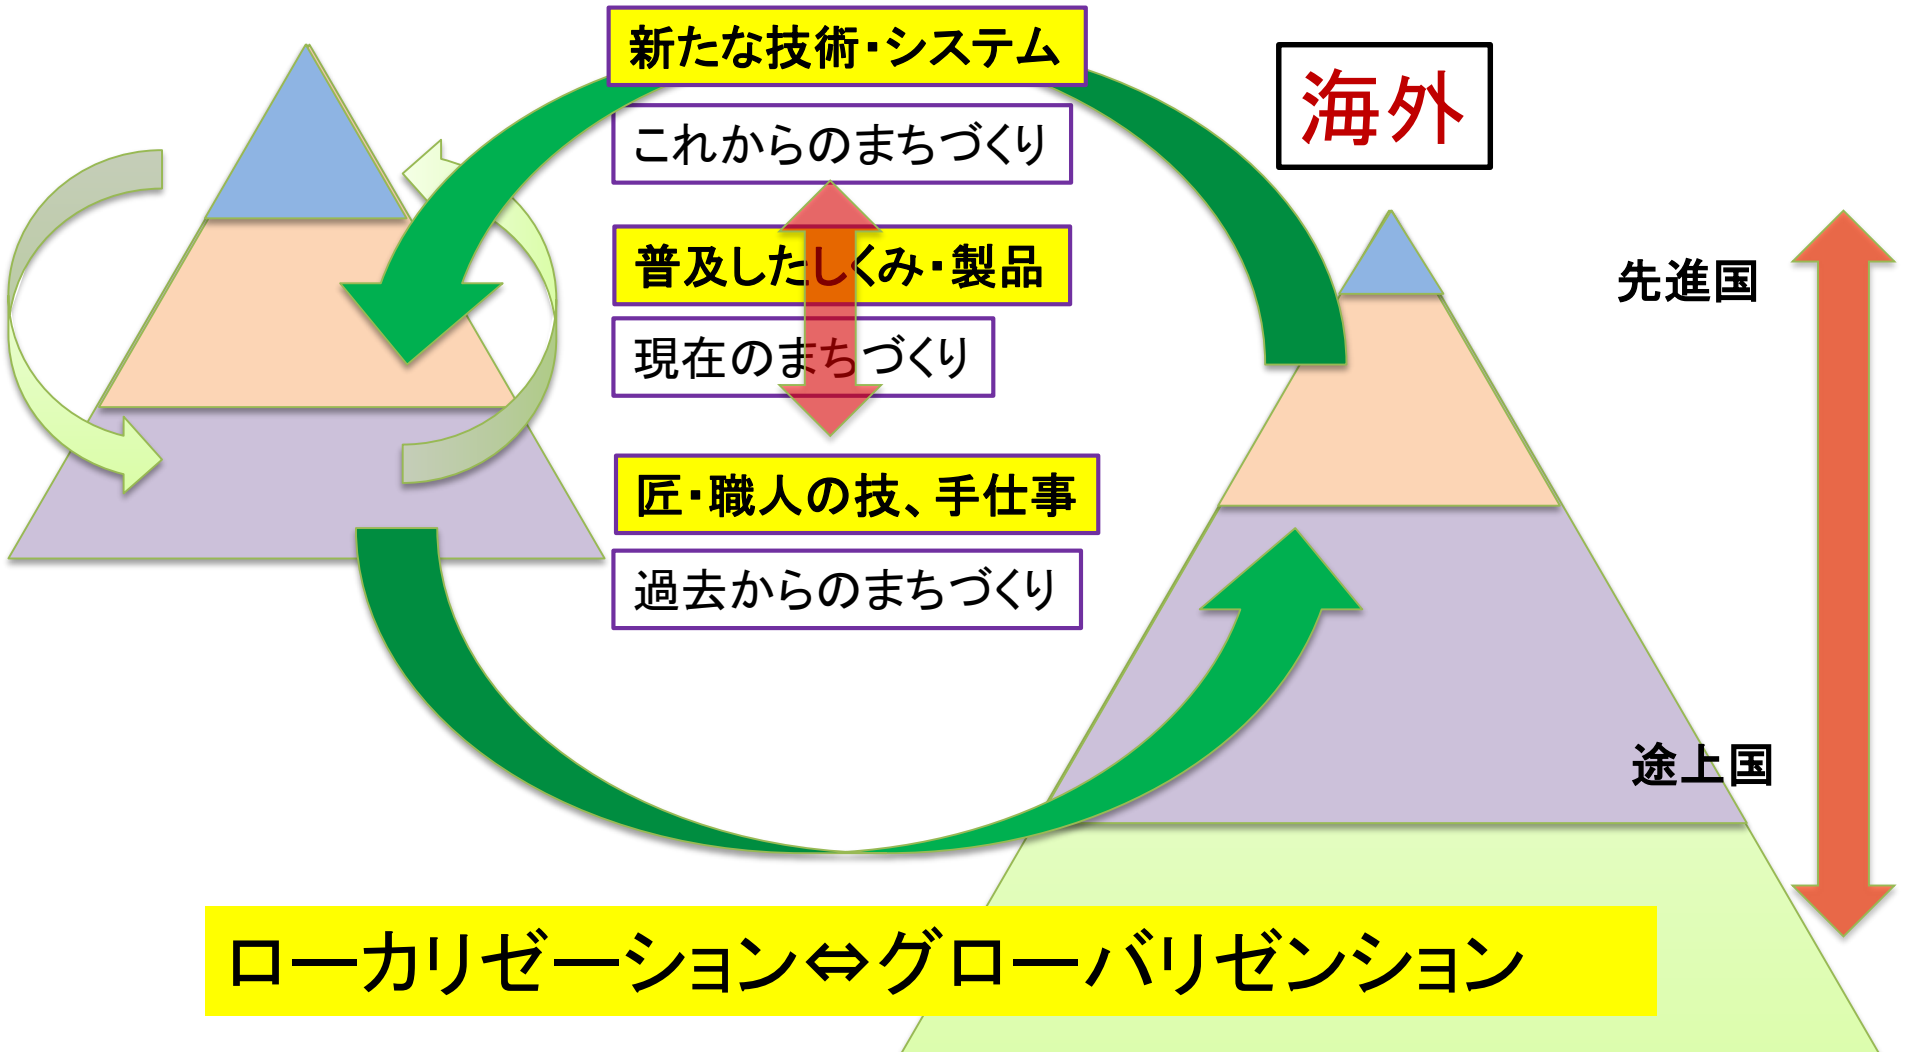 新たな技術・システム
これからのまちづくり
海外
普及したしくみ・製品
先進国
現在のまちづくり
匠・職人の技、手仕事
過去からのまちづくり
途上国
ローカリゼーション⇔グローバリゼンション